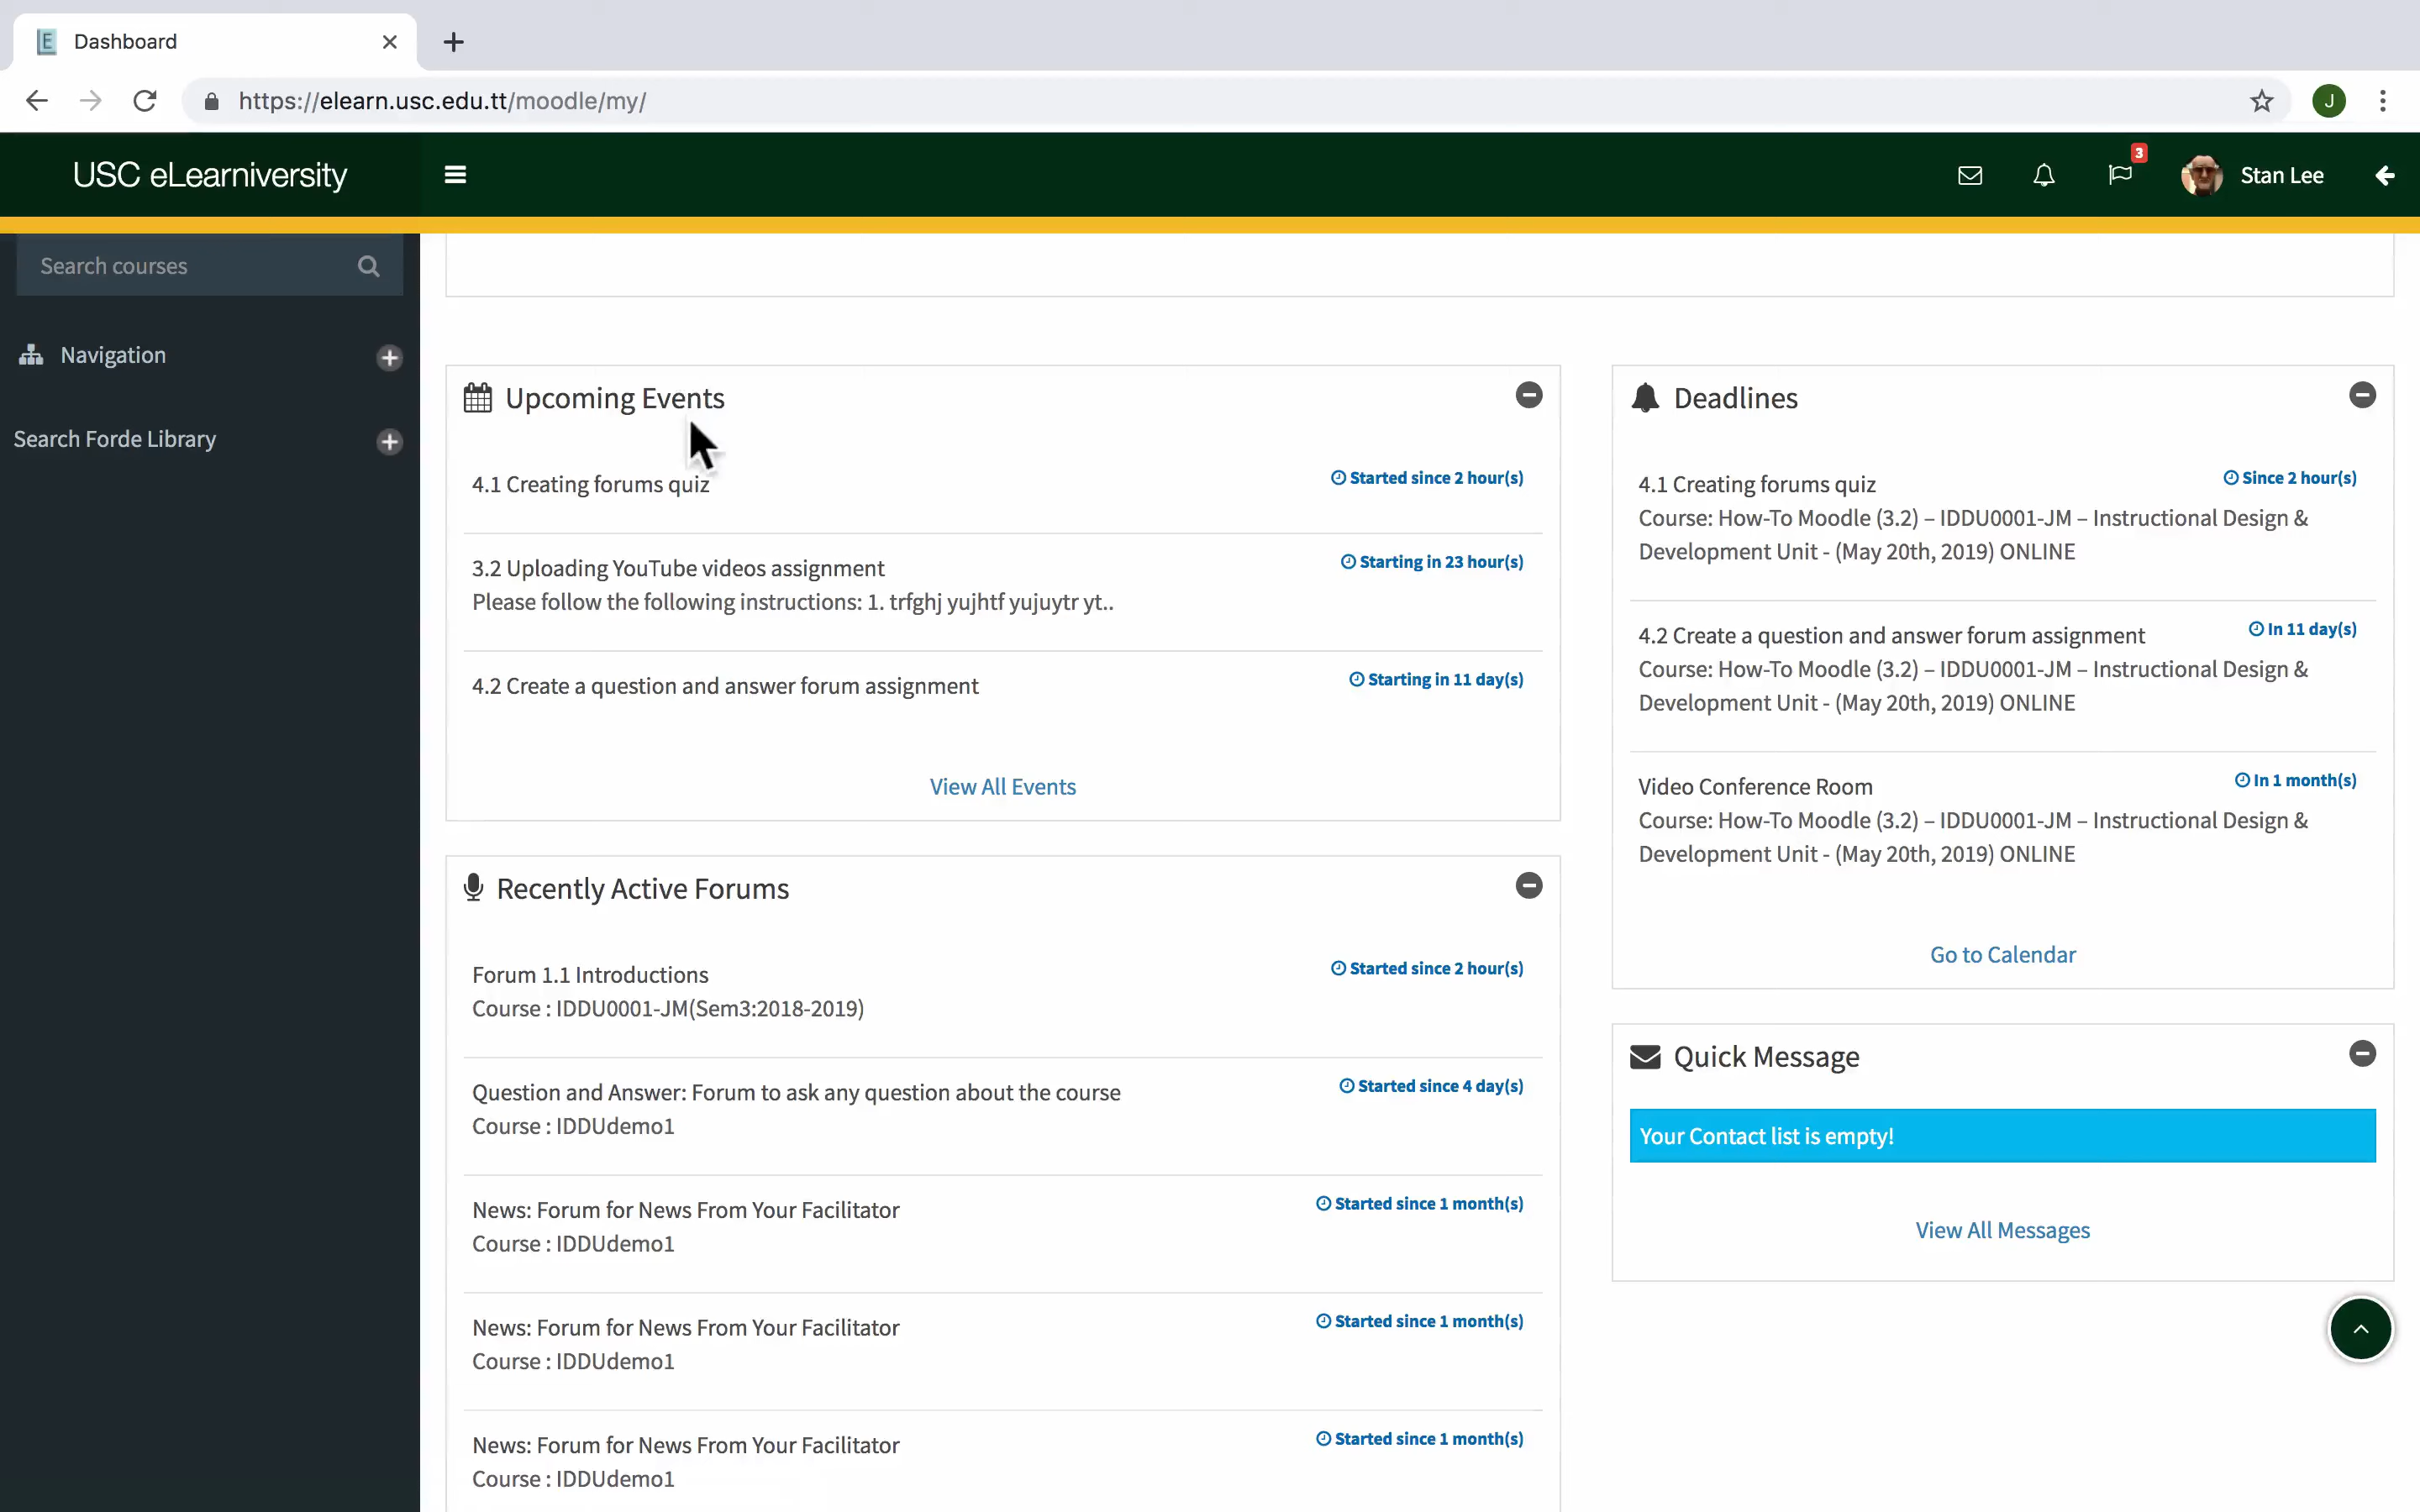 Dashboard
https://elearn.usc.edu.tt/moodle/my/
J
USC eLearniversity
3
Stan Lee
Search courses
Navigation
Search Forde Library
Upcoming Events
4.1 Creating forums quiz
Started since 2 hour(s)
3.2 Uploading YouTube videos assignment
Starting in 23 hour(s)
Please follow the following instructions: 1. trfghj yujhtf yujuytr yt..
4.2 Create a question and answer forum assignment
Starting in 11 day(s)
View All Events
Recently Active Forums
Forum 1.1 Introductions
Started since 2 hour(s)
Course : IDDU0001-JM(Sem3:2018-2019)
Question and Answer: Forum to ask any question about the course
Started since 4 day(s)
Course : IDDUdemo1
News: Forum for News From Your Facilitator
Started since 1 month(s)
Course : IDDUdemo1
News: Forum for News From Your Facilitator
Started since 1 month(s)
Course : IDDUdemo1
News: Forum for News From Your Facilitator
Started since 1 month(s)
Course : IDDUdemo1
Deadlines
4.1 Creating forums quiz
Since 2 hour(s)
Course: How-To Moodle (3.2) – IDDU0001-JM – Instructional Design &
Development Unit - (May 20th, 2019) ONLINE
4.2 Create a question and answer forum assignment
In 11 day(s)
Course: How-To Moodle (3.2) – IDDU0001-JM – Instructional Design &
Development Unit - (May 20th, 2019) ONLINE
Video Conference Room
In 1 month(s)
Course: How-To Moodle (3.2) – IDDU0001-JM – Instructional Design &
Development Unit - (May 20th, 2019) ONLINE
Go to Calendar
Quick Message
Your Contact list is empty!
View All Messages